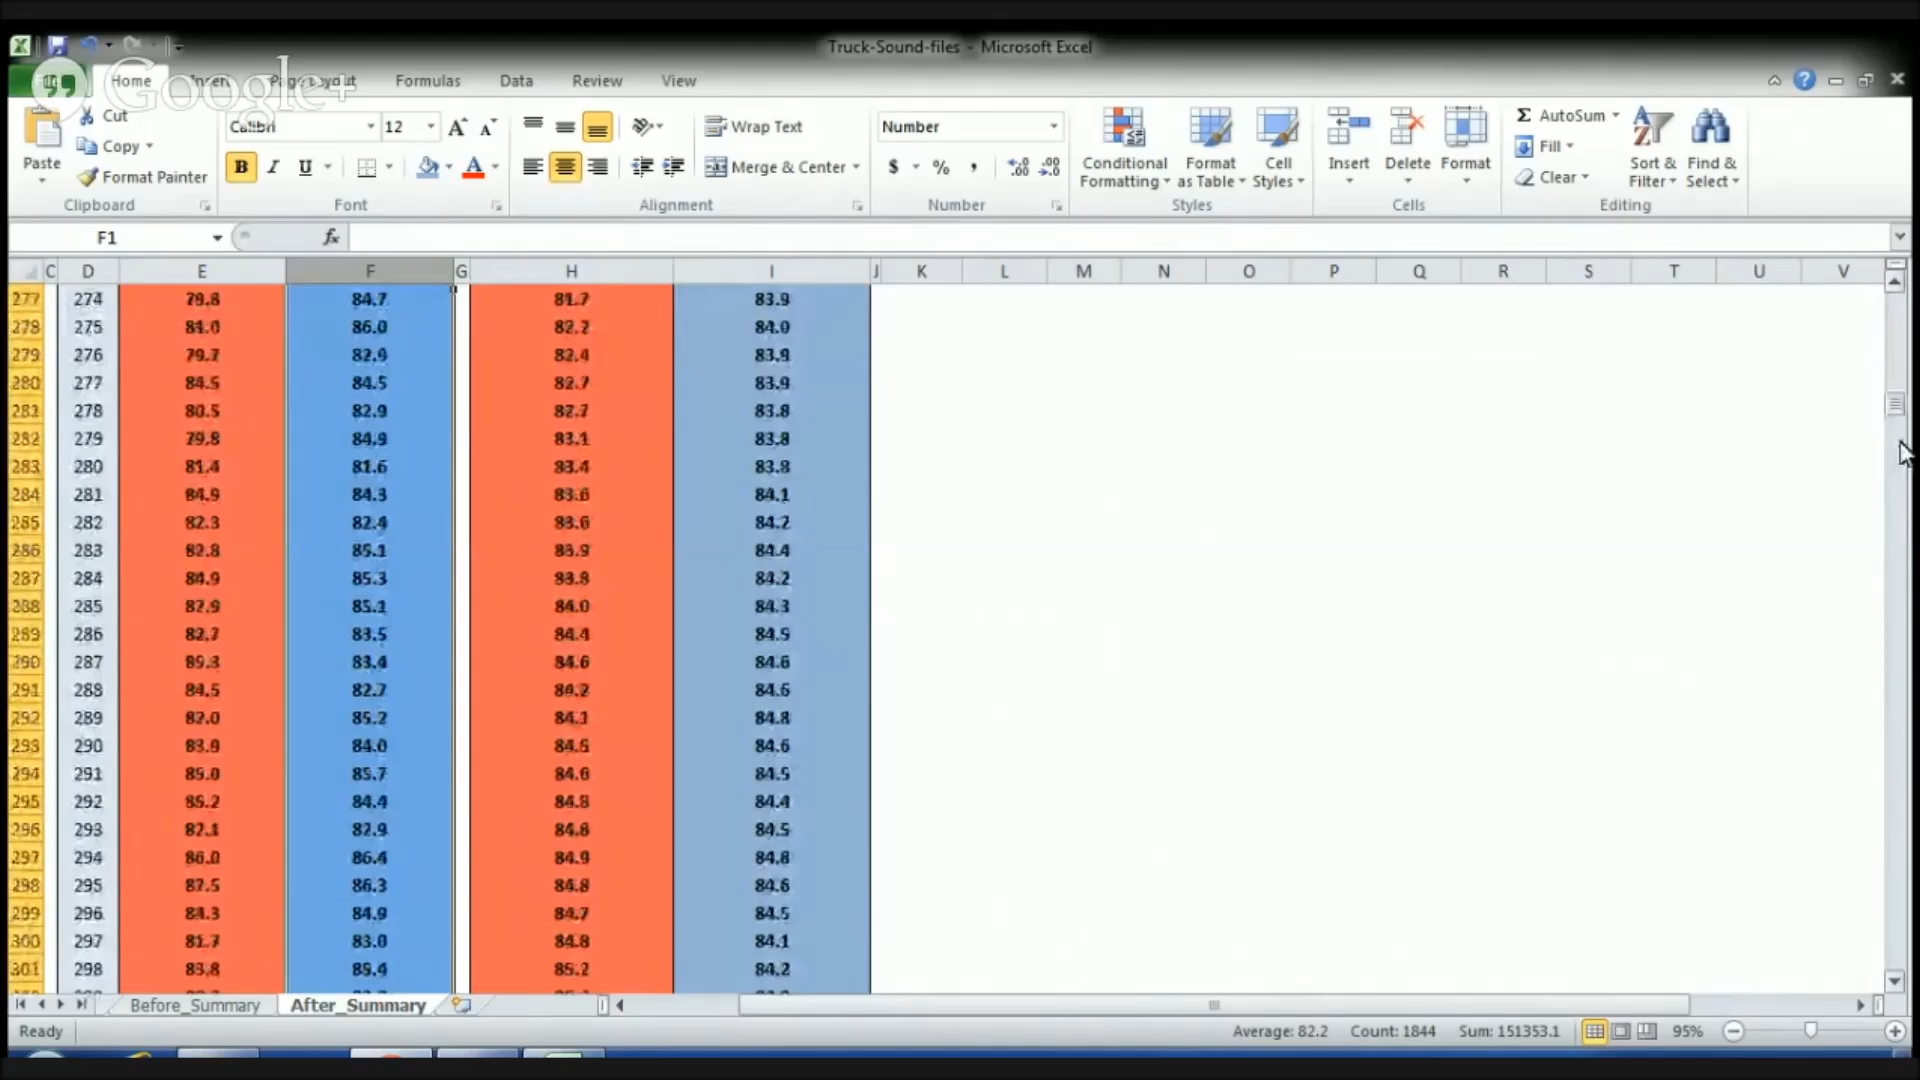 Truck-Sound-files - Microsoft Excel
Google+
Home Insert Page Layout Formulas Data Review View
Paste
Cut
Copy
Format Painter
Clipboard
Calibri 12
B I U
Font
Wrap Text
Merge & Center
Alignment
Number
$ % ,
Number
Conditional Formatting
Format as Table
Cell Styles
Styles
Insert Delete Format
Cells
AutoSum
Fill
Clear
Sort & Filter
Find & Select
Editing
F1 fx
C D E F G H I J K L M N O P Q R S T U V
277 274 79.8 84.7 81.7 83.9
278 275 81.0 86.0 82.2 84.0
279 276 79.7 82.9 82.4 83.9
280 277 84.5 84.5 82.7 83.9
281 278 80.5 82.9 82.7 83.8
282 279 79.8 84.9 83.1 83.8
283 280 81.4 81.6 83.4 83.8
284 281 84.9 84.3 83.6 84.1
285 282 82.3 82.4 83.6 84.2
286 283 82.8 85.1 83.9 84.4
287 284 84.9 85.3 83.8 84.2
288 285 82.9 85.1 84.0 84.3
289 286 82.7 83.5 84.4 84.5
290 287 85.3 83.4 84.6 84.6
291 288 84.5 82.7 84.2 84.6
292 289 82.0 85.2 84.1 84.8
293 290 83.9 84.0 84.5 84.6
294 291 85.0 85.7 84.6 84.5
295 292 85.2 84.4 84.8 84.4
296 293 82.1 82.9 84.8 84.5
297 294 86.0 86.4 84.9 84.8
298 295 87.5 86.3 84.8 84.6
299 296 84.9 84.7 84.5
300 297 81.7 83.0 84.8 84.1
301 298 83.8 85.4 85.2 84.2
Before_Summary After_Summary
Ready Average: 82.2 Count: 1844 Sum: 151353.1 95%